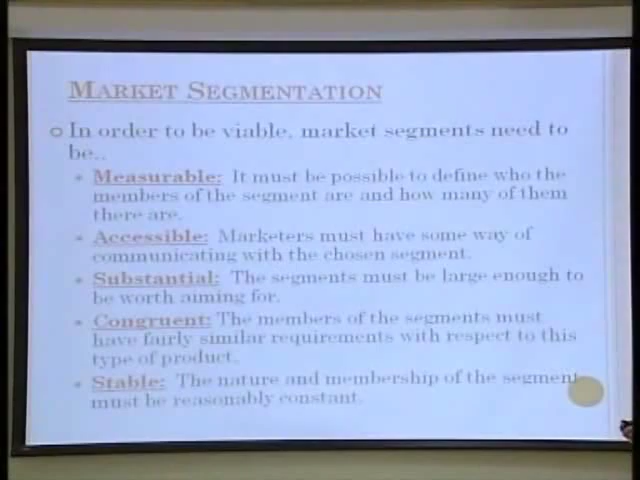 MARKET SEGMENTATION
In order to be viable, market segments need to
be..
Measurable: It must be possible to define who the
members of the segment are and how many of them
there are.
Accessible: Marketers must have some way of
communicating with the chosen segment.
Substantial: The segments must be large enough to
be worth aiming for.
Congruent: The members of the segments must
have fairly similar requirements with respect to this
type of product.
Stable: The nature and membership of the segment
must be reasonably constant.